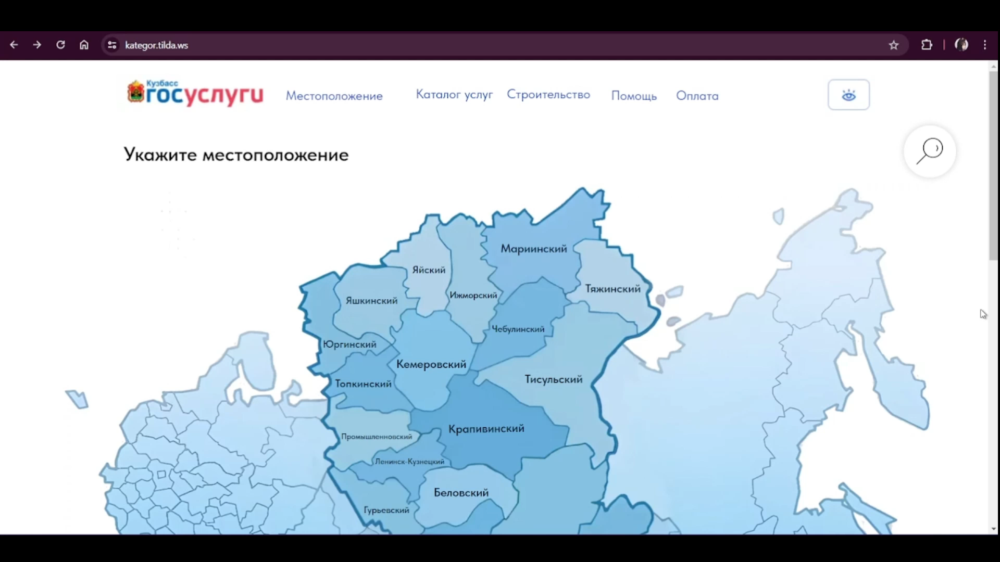 kategor.tilda.ws
Кузбасс
госуслуги
Местоположение Каталог услуг Строительство Помощь Оплата
Укажите местоположение
Мариинский
Яйский
Тяжинский
Ижморский
Яшкинский
Чебулинский
Юргинский
Кемеровский
Тисульский
Топкинский
Крапивинский
Промышленновский
Ленинск-Кузнецкий
Беловский
Гурьевский